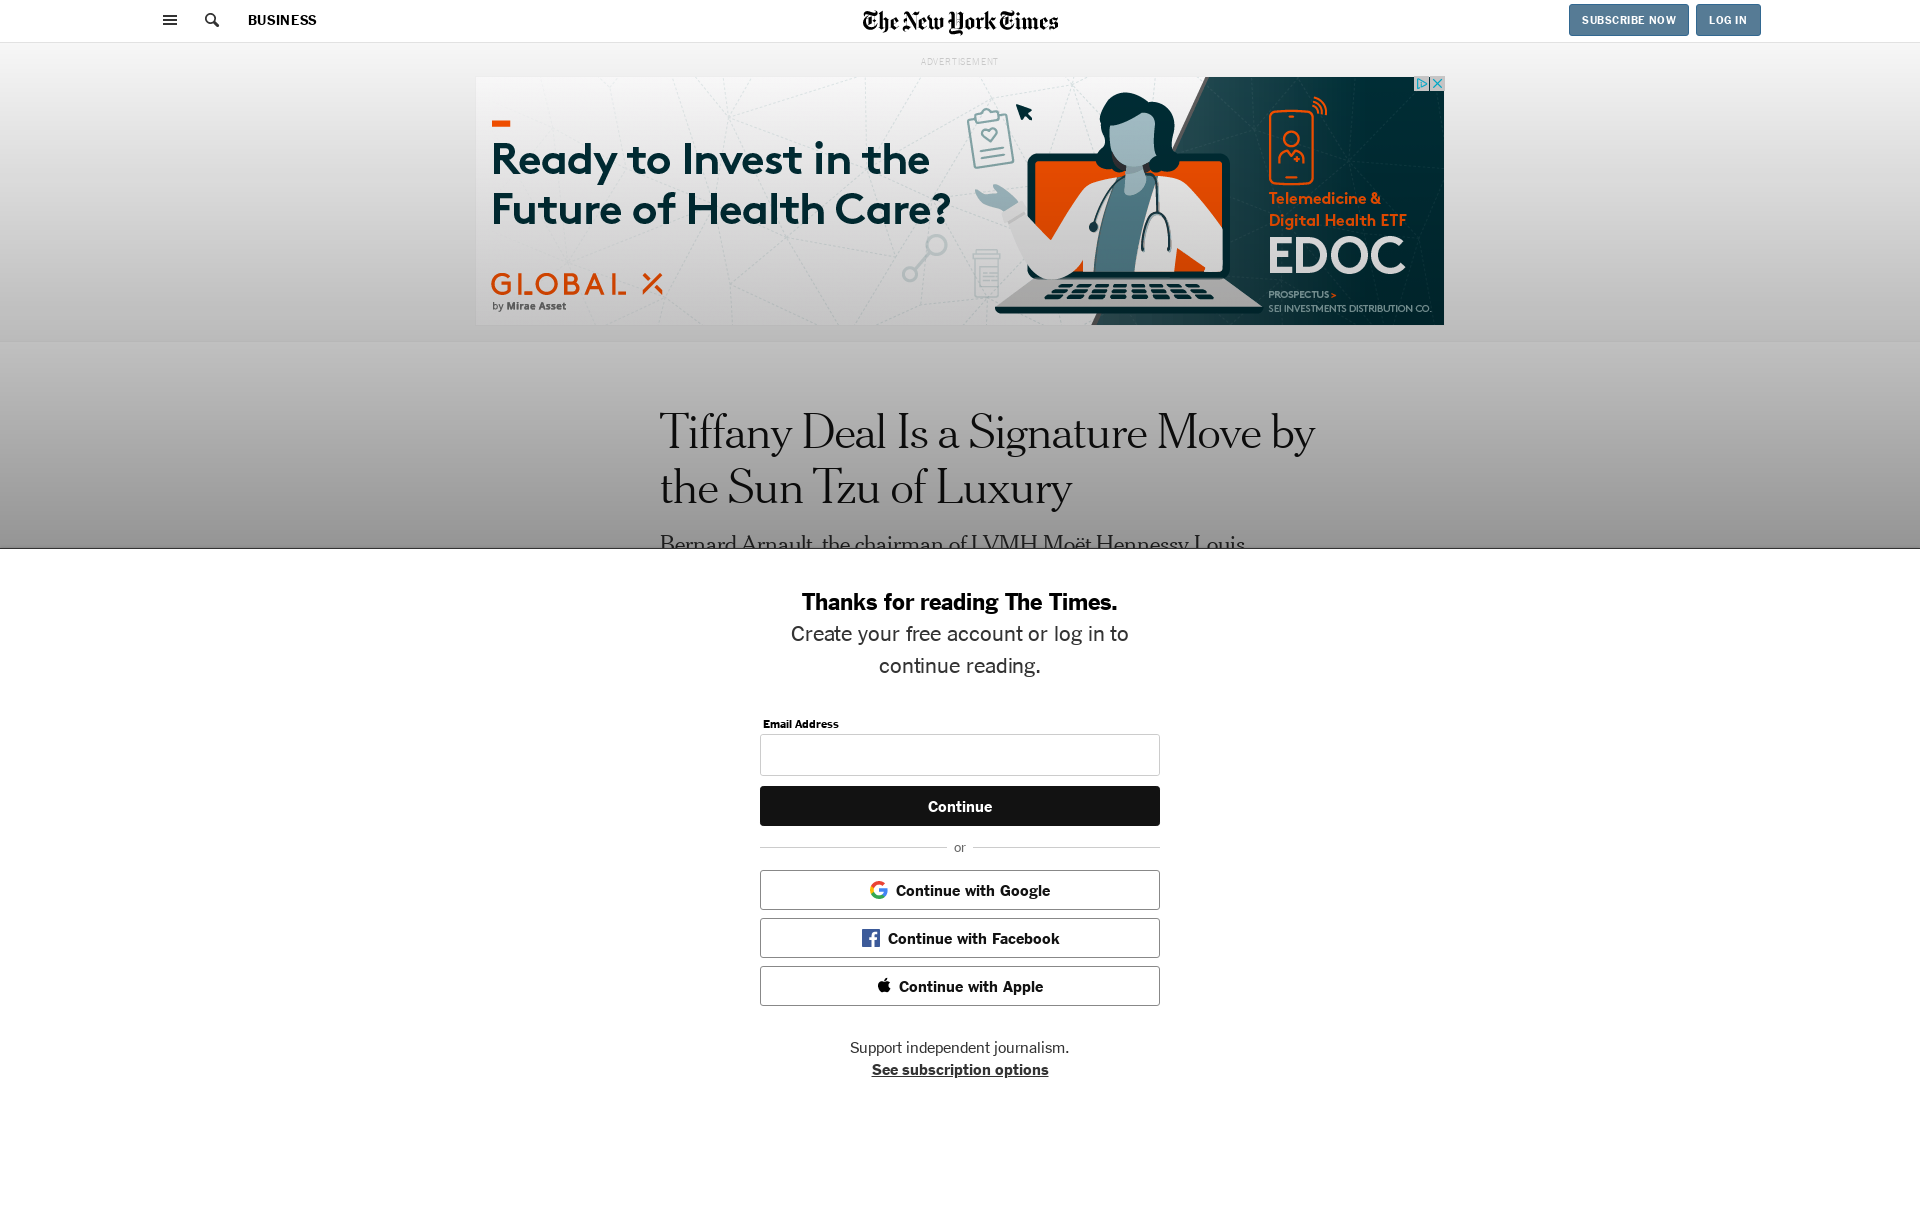 BUSINESS
The New York Times
SUBSCRIBE NOW
LOG IN
ADVERTISEMENT
Ready to Invest in the
Future of Health Care?
GLOBAL X
by Mirae Asset
Telemedicine &
Digital Health ETF
EDOC
PROSPECTUS >
SEI INVESTMENTS DISTRIBUTION CO.
Tiffany Deal Is a Signature Move by
the Sun Tzu of Luxury
Bernard Arnault, the chairman of LVMH Moët Hennessy Louis
Thanks for reading The Times.
Create your free account or log in to
continue reading.
Email Address
Continue
or
Continue with Google
Continue with Facebook
Continue with Apple
Support independent journalism.
See subscription options